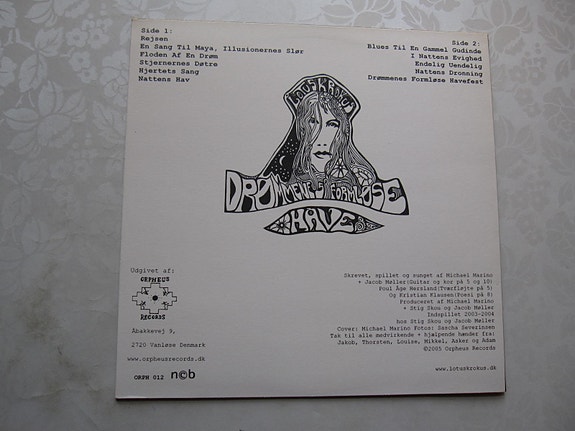 Side 1:
Rejsen
En Sang Til Maya, Illusionernes Slør
Floden Af En Drøm
Stjernernes Døtre
Hjertets Sang
Nattens Hav
Side 2:
Blues Til En Gammel Gudinde
I Nattens Evighed
Endelig Uendelig
Nattens Dronning
Drømmenes Formløse Havefest
LOTUS KROKUS
DRØMMENES FORMLØSE
HAVE
Udgivet af:
ORPHEUS
RECORDS
Åbakkevej 9,
2720 Vanløse Denmark
www.orpheusrecords.dk
ORPH 012 n©b
Skrevet, spillet og sunget af Michael Marino
+ Jacob Møller(Guitar og kor på 5 og 10)
Poul Åge Hersland(Tværfløjte på 5)
Og Kristian Klausen(Poesi på 8)
Produceret af Michael Marino
+ Stig Skou og Jacob Møller
Indspillet 2003-2004
hos Stig Skou og Jacob Møller
Cover: Michael Marino Fotos: Sascha Severinsen
Tak til alle medvirkende + hjælpende hænder fra:
Jakob, Thorsten, Louise, Mikkel, Asker og Adam
©2005 Orpheus Records
www.lotuskrokus.dk